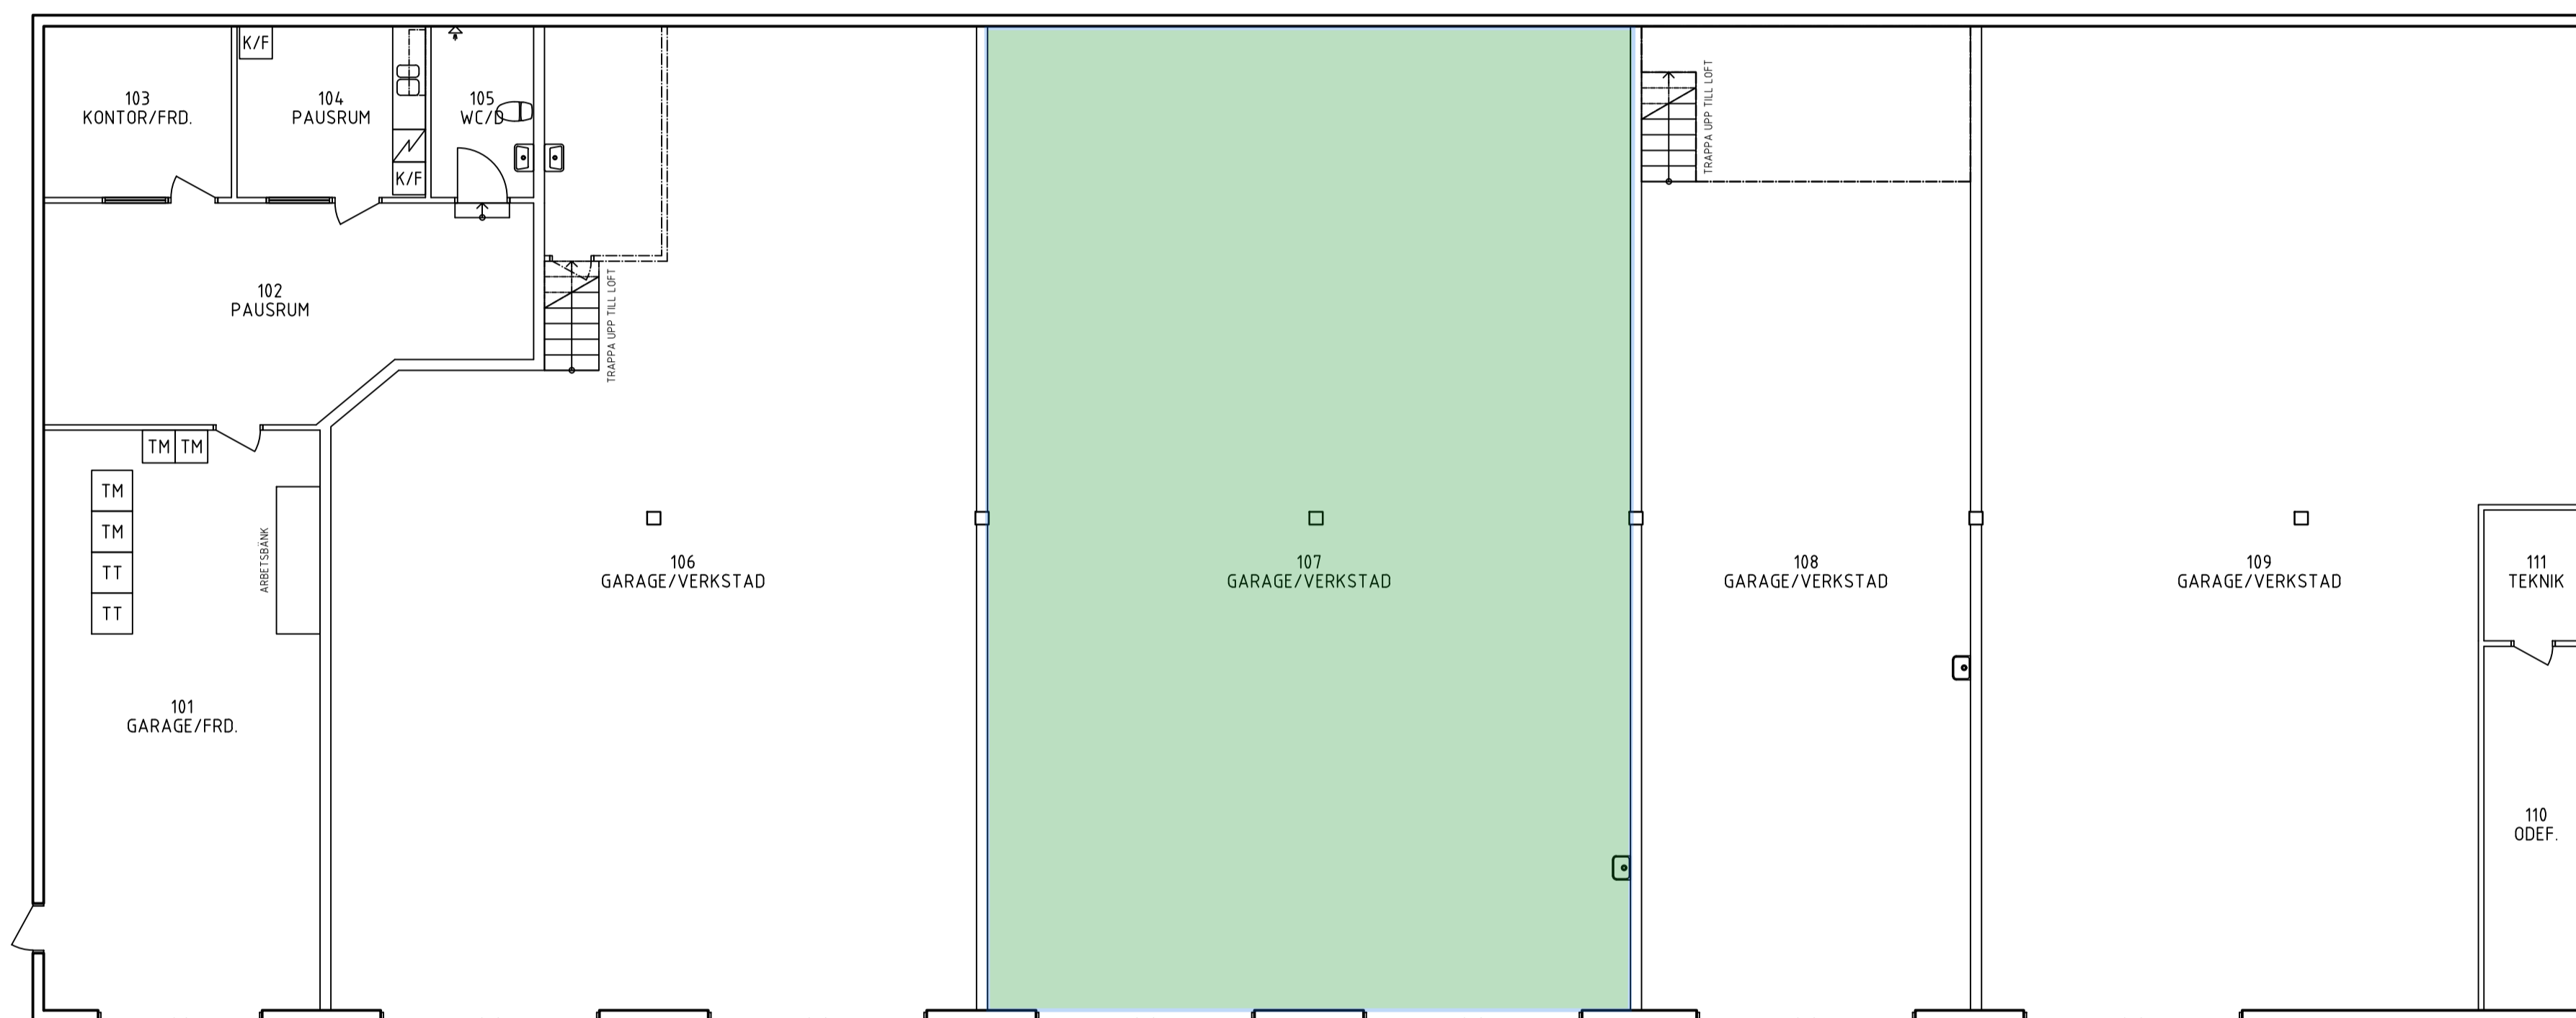 K/F
103
KONTOR/FRD.
104
PAUSRUM
105
WC/D
K/F
TRAPPA UPP TILL LOFT
102
PAUSRUM
TRAPPA UPP TILL LOFT
TM TM
TM
TM
TT
TT
ARBETSBÄNK
101
GARAGE/FRD.
106
GARAGE/VERKSTAD
107
GARAGE/VERKSTAD
108
GARAGE/VERKSTAD
109
GARAGE/VERKSTAD
111
TEKNIK
110
ODEF.